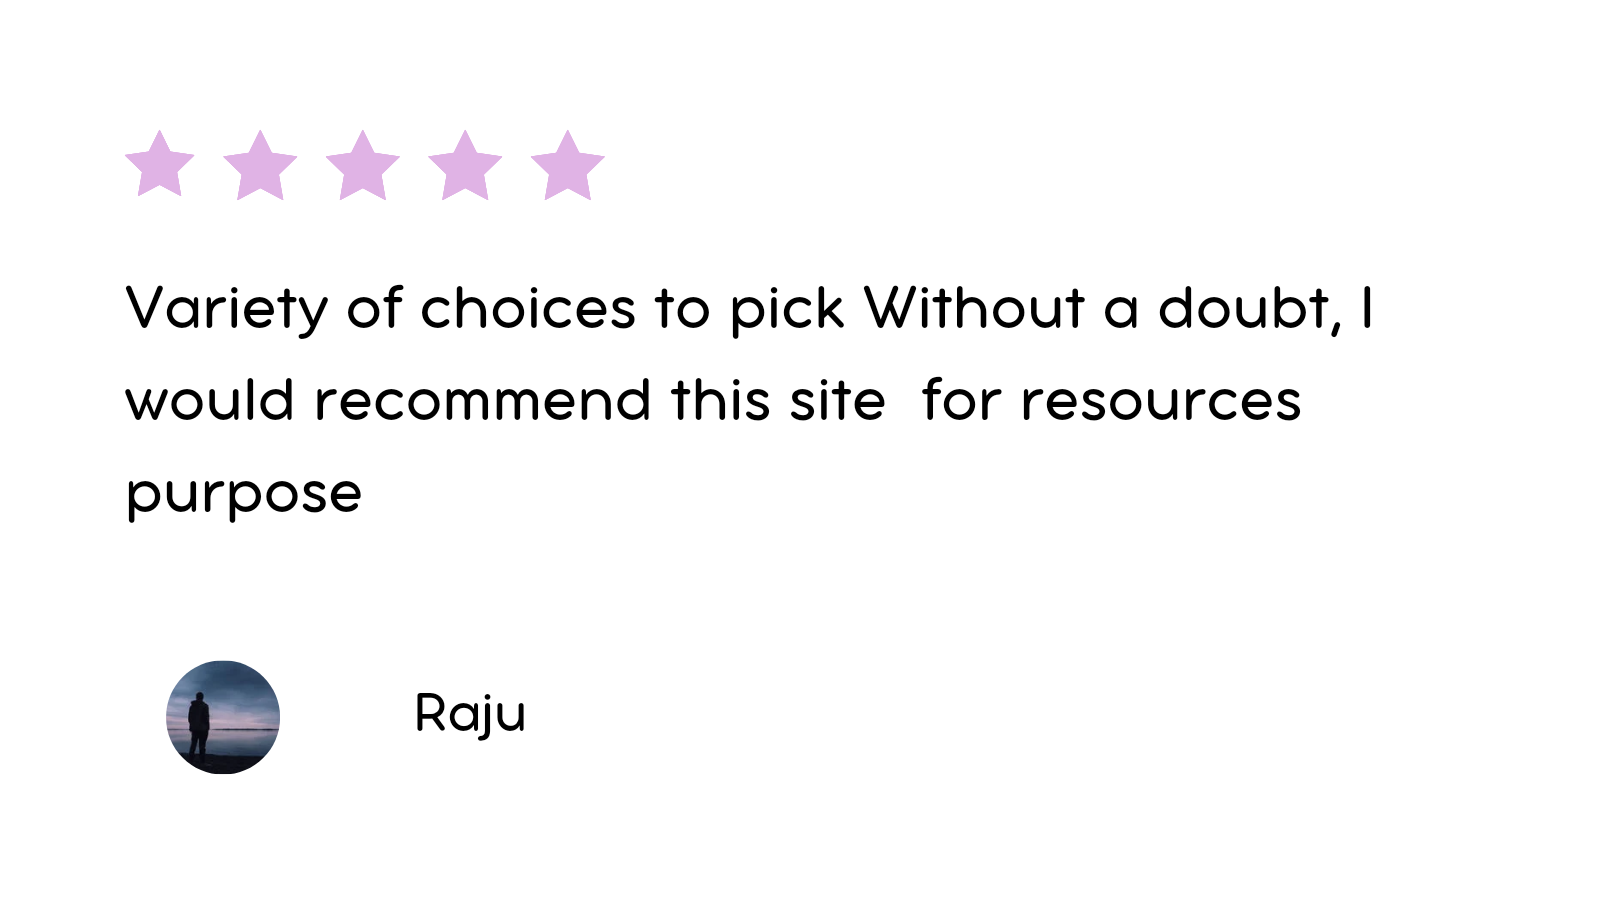 Variety of choices to pick Without a doubt, I
would recommend this site  for resources
purpose
Raju